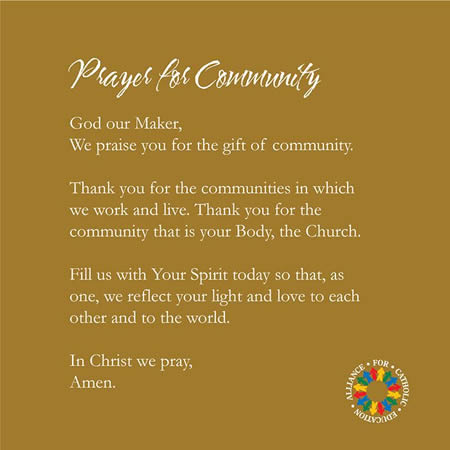 Prayer for Community
God our Maker,
We praise you for the gift of community.
Thank you for the communities in which
we work and live. Thank you for the
community that is your Body, the Church.
Fill us with Your Spirit today so that, as
one, we reflect your light and love to each
other and to the world.
In Christ we pray,
Amen.
ALLIANCE • FOR • CATHOLIC • EDUCATION •